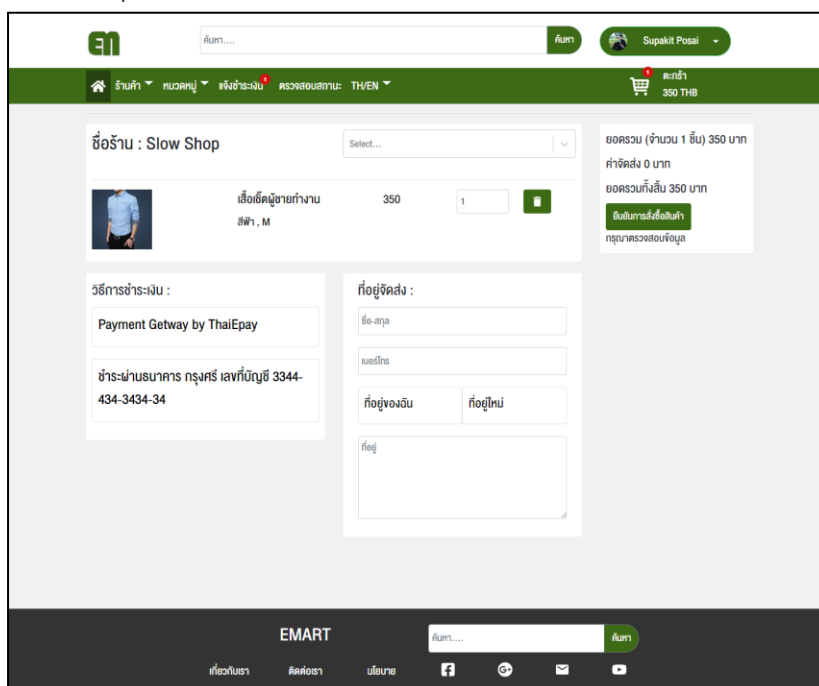 en
ค้นหา....
ค้นหา
Supakit Posai
ร้านค้า
หมวดหมู่
แจ้งชำระเงิน
ตรวจสอบสถานะ
TH/EN
ตะกร้า
350 THB
ชื่อร้าน : Slow Shop
Select...
เสื้อเชิ้ตผู้ชายทำงาน
350
1
สีฟ้า , M
ยอดรวม (จำนวน 1 ชิ้น) 350 บาท
ค่าจัดส่ง 0 บาท
ยอดรวมทั้งสิ้น 350 บาท
ยืนยันการสั่งซื้อสินค้า
กรุณาตรวจสอบข้อมูล
วิธีการชำระเงิน :
Payment Getway by ThaiEpay
ชำระผ่านธนาคาร กรุงศรี เลขที่บัญชี 3344-
434-3434-34
ที่อยู่จัดส่ง :
ชื่อ-สกุล
เบอร์โทร
ที่อยู่ของฉัน
ที่อยู่ใหม่
ที่อยู่
EMART
ค้นหา....
ค้นหา
เกี่ยวกับเรา
ติดต่อเรา
นโยบาย